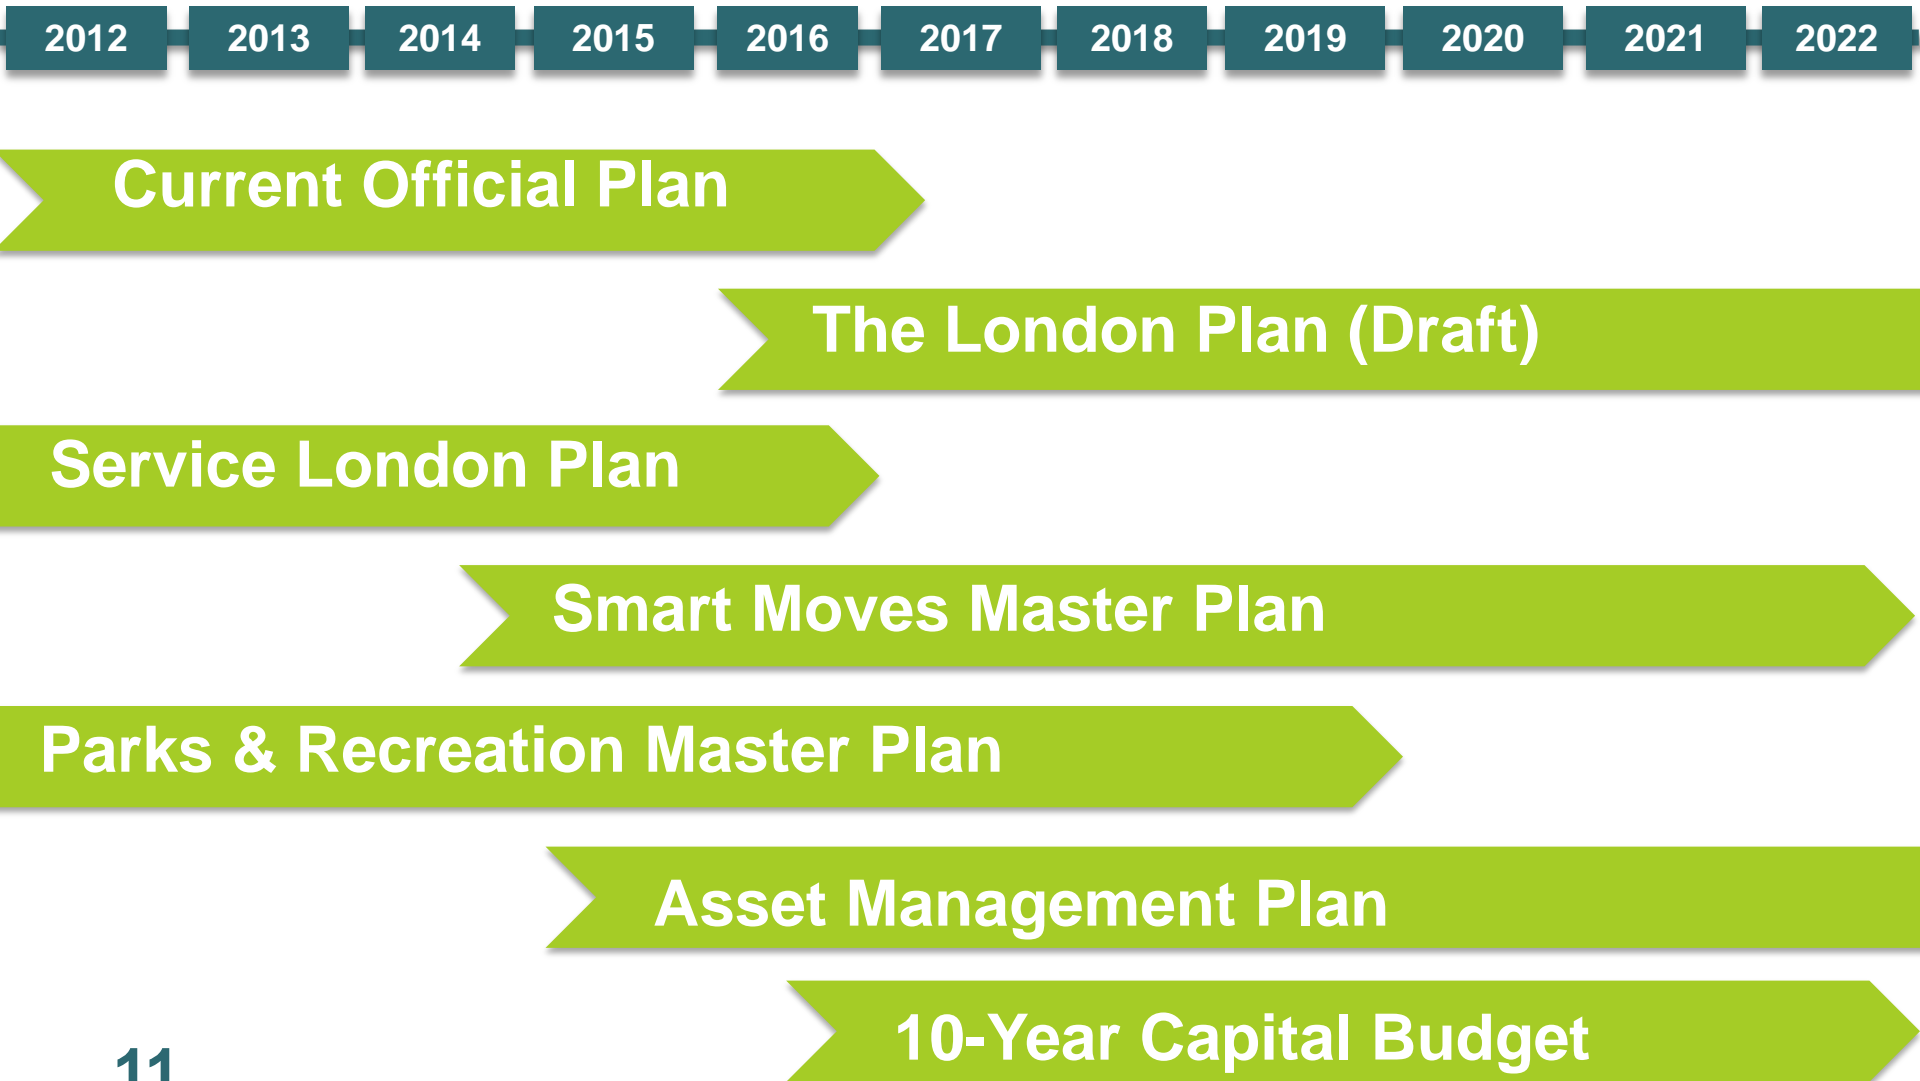 2012 2013 2014 2015 2016 2017 2018 2019 2020 2021 2022
Current Official Plan
The London Plan (Draft)
Service London Plan
Smart Moves Master Plan
Parks & Recreation Master Plan
Asset Management Plan
10-Year Capital Budget
11